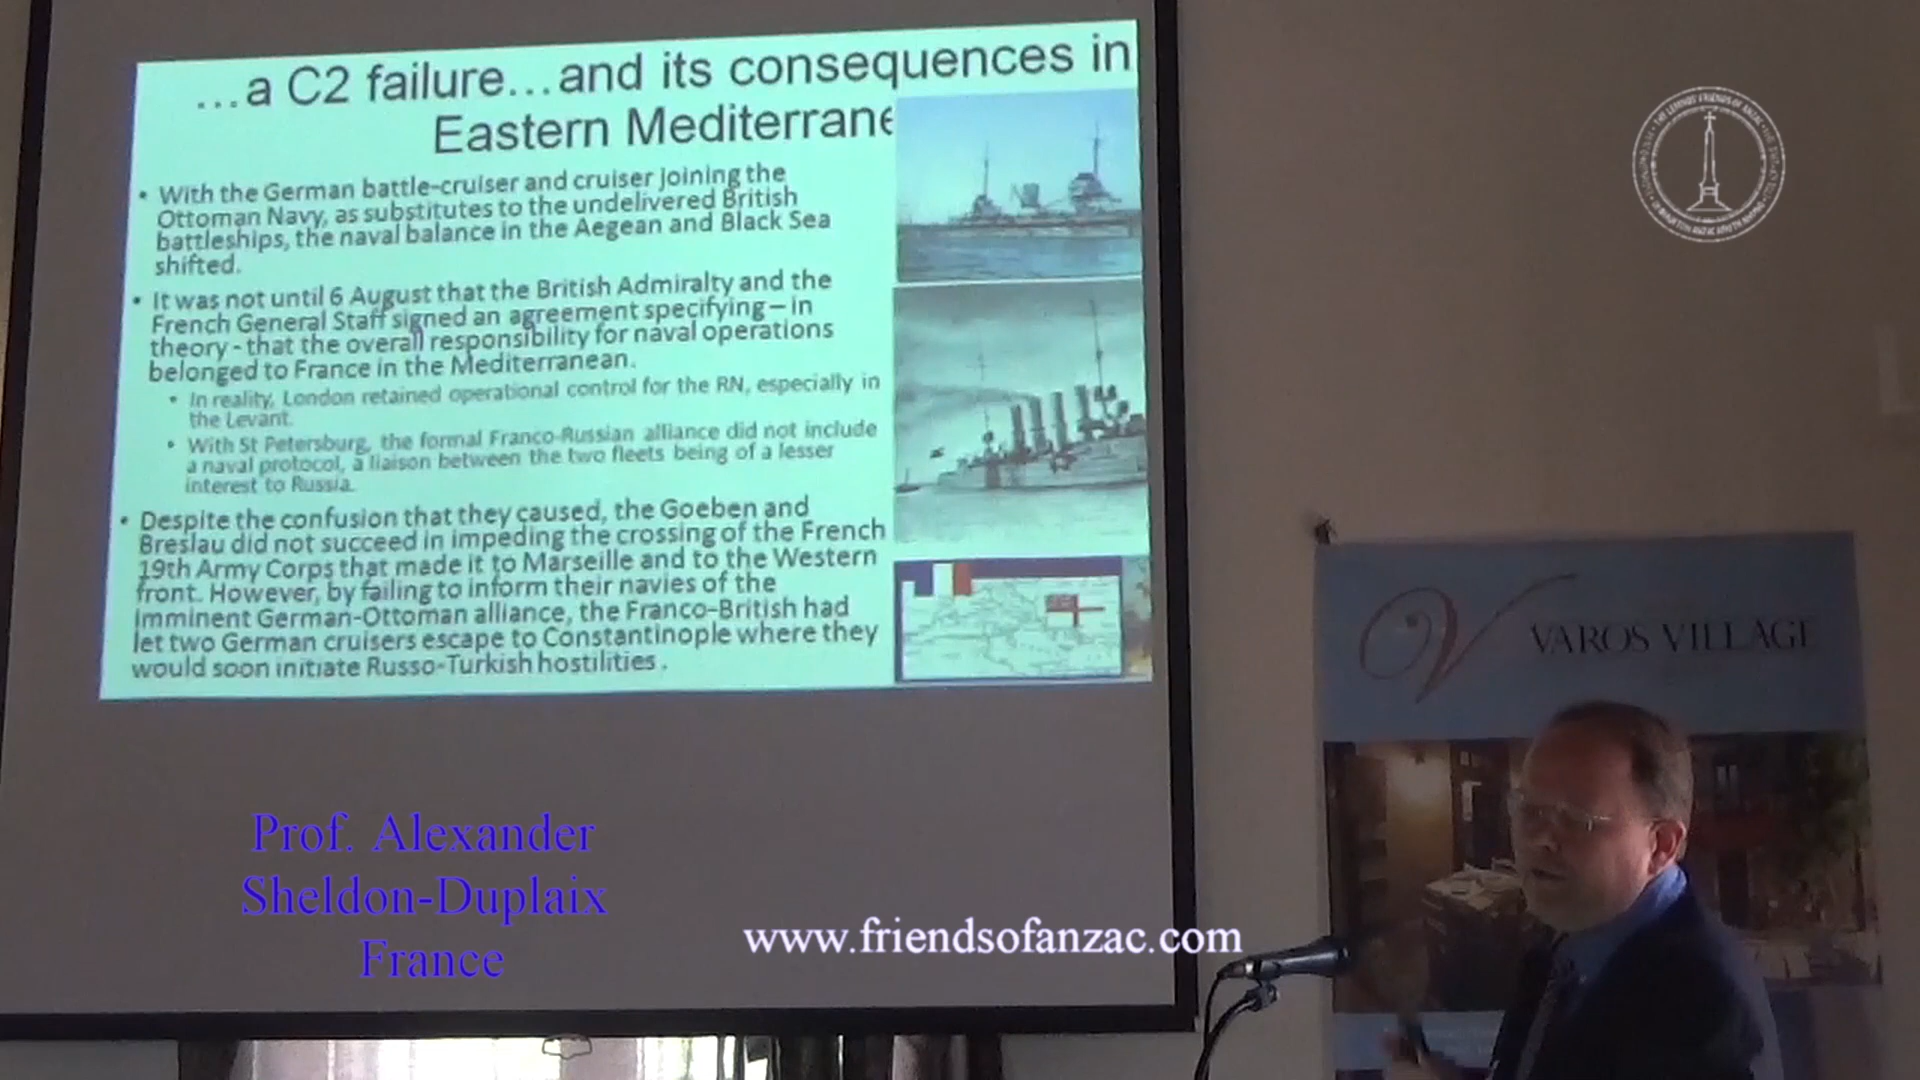 ...a C2 failure...and its consequences in
Eastern Mediterrane
• With the German battle-cruiser and cruiser joining the
Ottoman Navy, as substitutes to the undelivered British
battleships, the naval balance in the Aegean and Black Sea
shifted.
• It was not until 6 August that the British Admiralty and the
French General Staff signed an agreement specifying – in
theory - that the overall responsibility for naval operations
belonged to France in the Mediterranean.
• In reality, London retained operational control for the RN, especially in
the Levant.
• With St Petersburg, the formal Franco-Russian alliance did not include
a naval protocol, a liaison between the two fleets being of a lesser
interest to Russia.
• Despite the confusion that they caused, the Goeben and
Breslau did not succeed in impeding the crossing of the French
19th Army Corps that made it to Marseille and to the Western
front. However, by failing to inform their navies of the
imminent German-Ottoman alliance, the Franco-British had
let two German cruisers escape to Constantinople where they
would soon initiate Russo-Turkish hostilities .
VAROS VILLAGE
Prof. Alexander
Sheldon-Duplaix
France
www.friendsofanzac.com